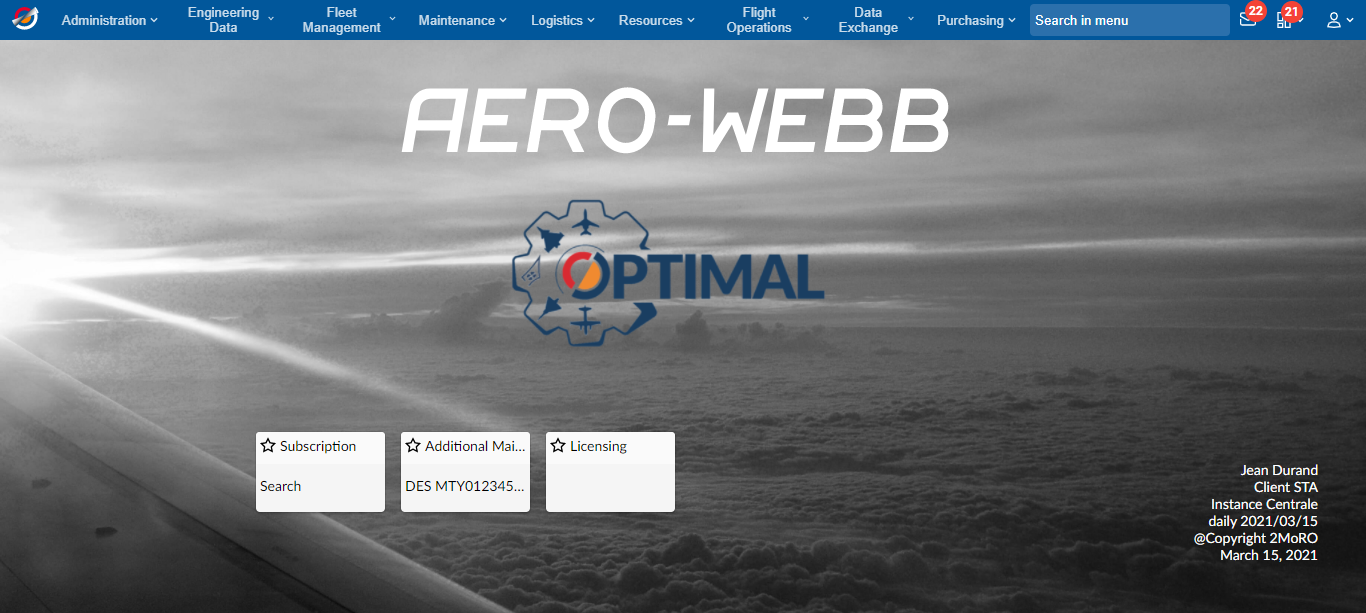 Administration
Engineering
Data
Fleet
Management
Maintenance
Logistics
Resources
Flight
Operations
Data
Exchange
Purchasing
Search in menu
22
21
AERO-WEBB
OPTIMAL
Subscription
Additional Mai...
Licensing
Search
DES MTY012345...
Jean Durand
Client STA
Instance Centrale
daily 2021/03/15
@Copyright 2MoRO
March 15, 2021